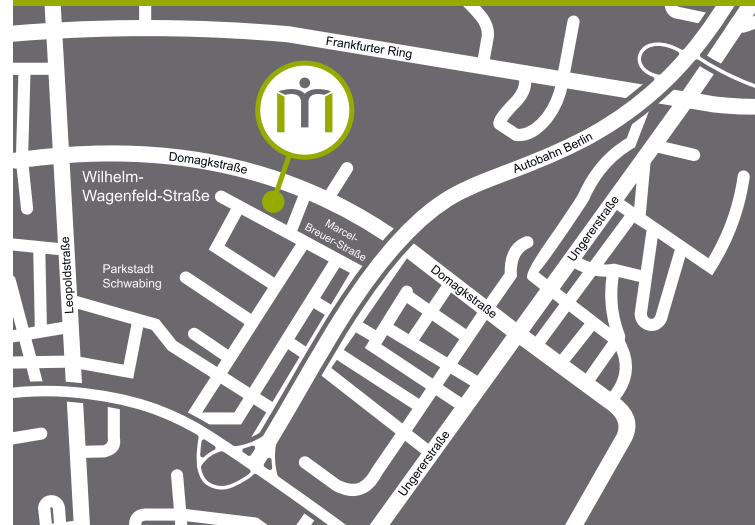 Frankfurter Ring
Autobahn Berlin
Domagkstraße
Wilhelm-
Wagenfeld-Straße
Ungererstraße
Marcel-
Breuer-Straße
Leopoldstraße
Parkstadt
Schwabing
Domagkstraße
Ungererstraße